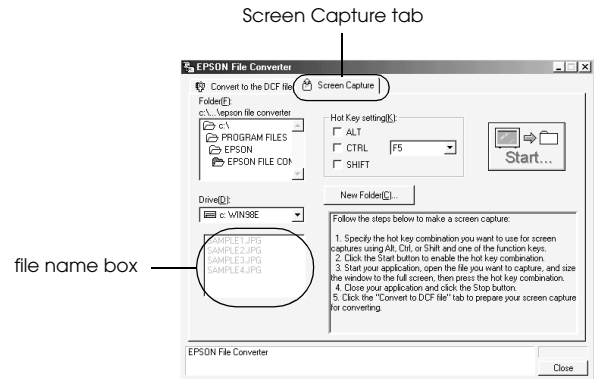 Screen Capture tab
EPSON File Converter
Convert to the DCF file
Screen Capture
Folder(F):
c:\...\epson file converter
c:\
PROGRAM FILES
EPSON
EPSON FILE CON
Hot Key setting(K):
ALT
CTRL
F5
SHIFT
Start...
Drive(D):
c: WIN98E
New Folder(C)...
SAMPLE1.JPG
SAMPLE2.JPG
SAMPLE3.JPG
SAMPLE4.JPG
file name box
Follow the steps below to make a screen capture:
1. Specify the hot key combination you want to use for screen
captures using Alt, Ctrl, or Shift and one of the function keys.
2. Click the Start button to enable the hot key combination.
3. Start your application, open the file you want to capture, and size
the window to the full screen, then press the hot key combination.
4. Close your application and click the Stop button.
5. Click the "Convert to DCF file" tab to prepare your screen capture
for converting.
EPSON File Converter
Close